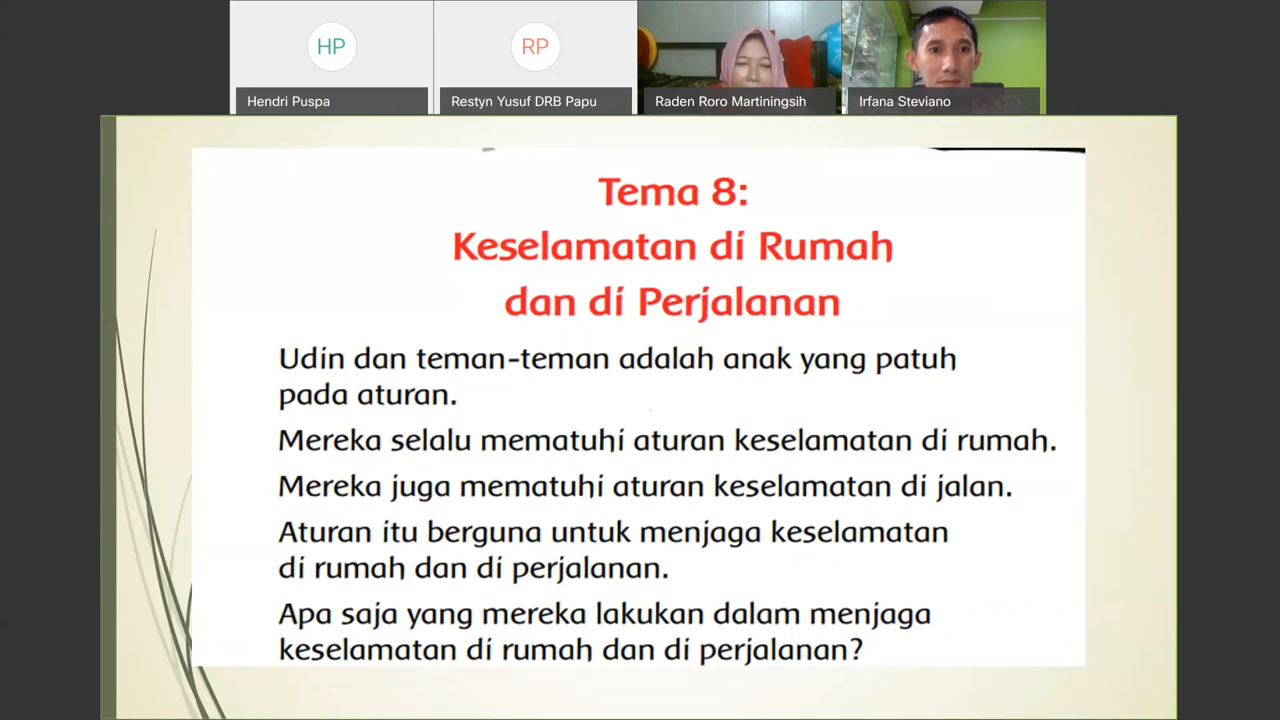 HP
RP
Hendri Puspa
Restyn Yusuf DRB Papu
Raden Roro Martiningsih
Irfana Steviano
Tema 8:
Keselamatan di Rumah
dan di Perjalanan
Udin dan teman-teman adalah anak yang patuh
pada aturan.
Mereka selalu mematuhi aturan keselamatan di rumah.
Mereka juga mematuhi aturan keselamatan di jalan.
Aturan itu berguna untuk menjaga keselamatan
di rumah dan di perjalanan.
Apa saja yang mereka lakukan dalam menjaga
keselamatan di rumah dan di perjalanan?